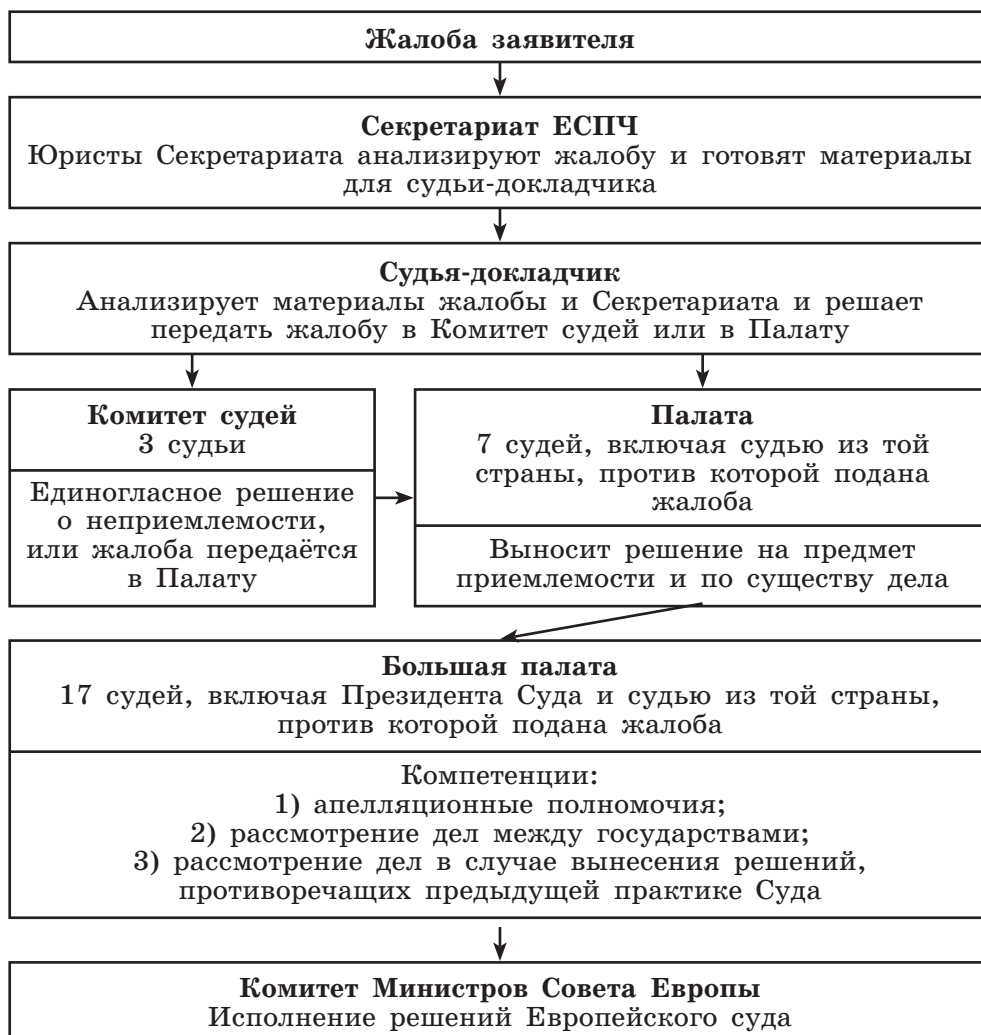 Жалоба заявителя
Секретариат ЕСПЧ
Юристы Секретариата анализируют жалобу и готовят материалы
для судьи-докладчика
Судья-докладчик
Анализирует материалы жалобы и Секретариата и решает
передать жалобу в Комитет судей или в Палату
Комитет судей
3 судьи
Единогласное решение
о неприемлемости,
или жалоба передаётся
в Палату
Палата
7 судей, включая судью из той
страны, против которой подана
жалоба
Выносит решение на предмет
приемлемости и по существу дела
Большая палата
17 судей, включая Президента Суда и судью из той страны,
против которой подана жалоба
Компетенции:
1) апелляционные полномочия;
2) рассмотрение дел между государствами;
3) рассмотрение дел в случае вынесения решений,
противоречащих предыдущей практике Суда
Комитет Министров Совета Европы
Исполнение решений Европейского суда